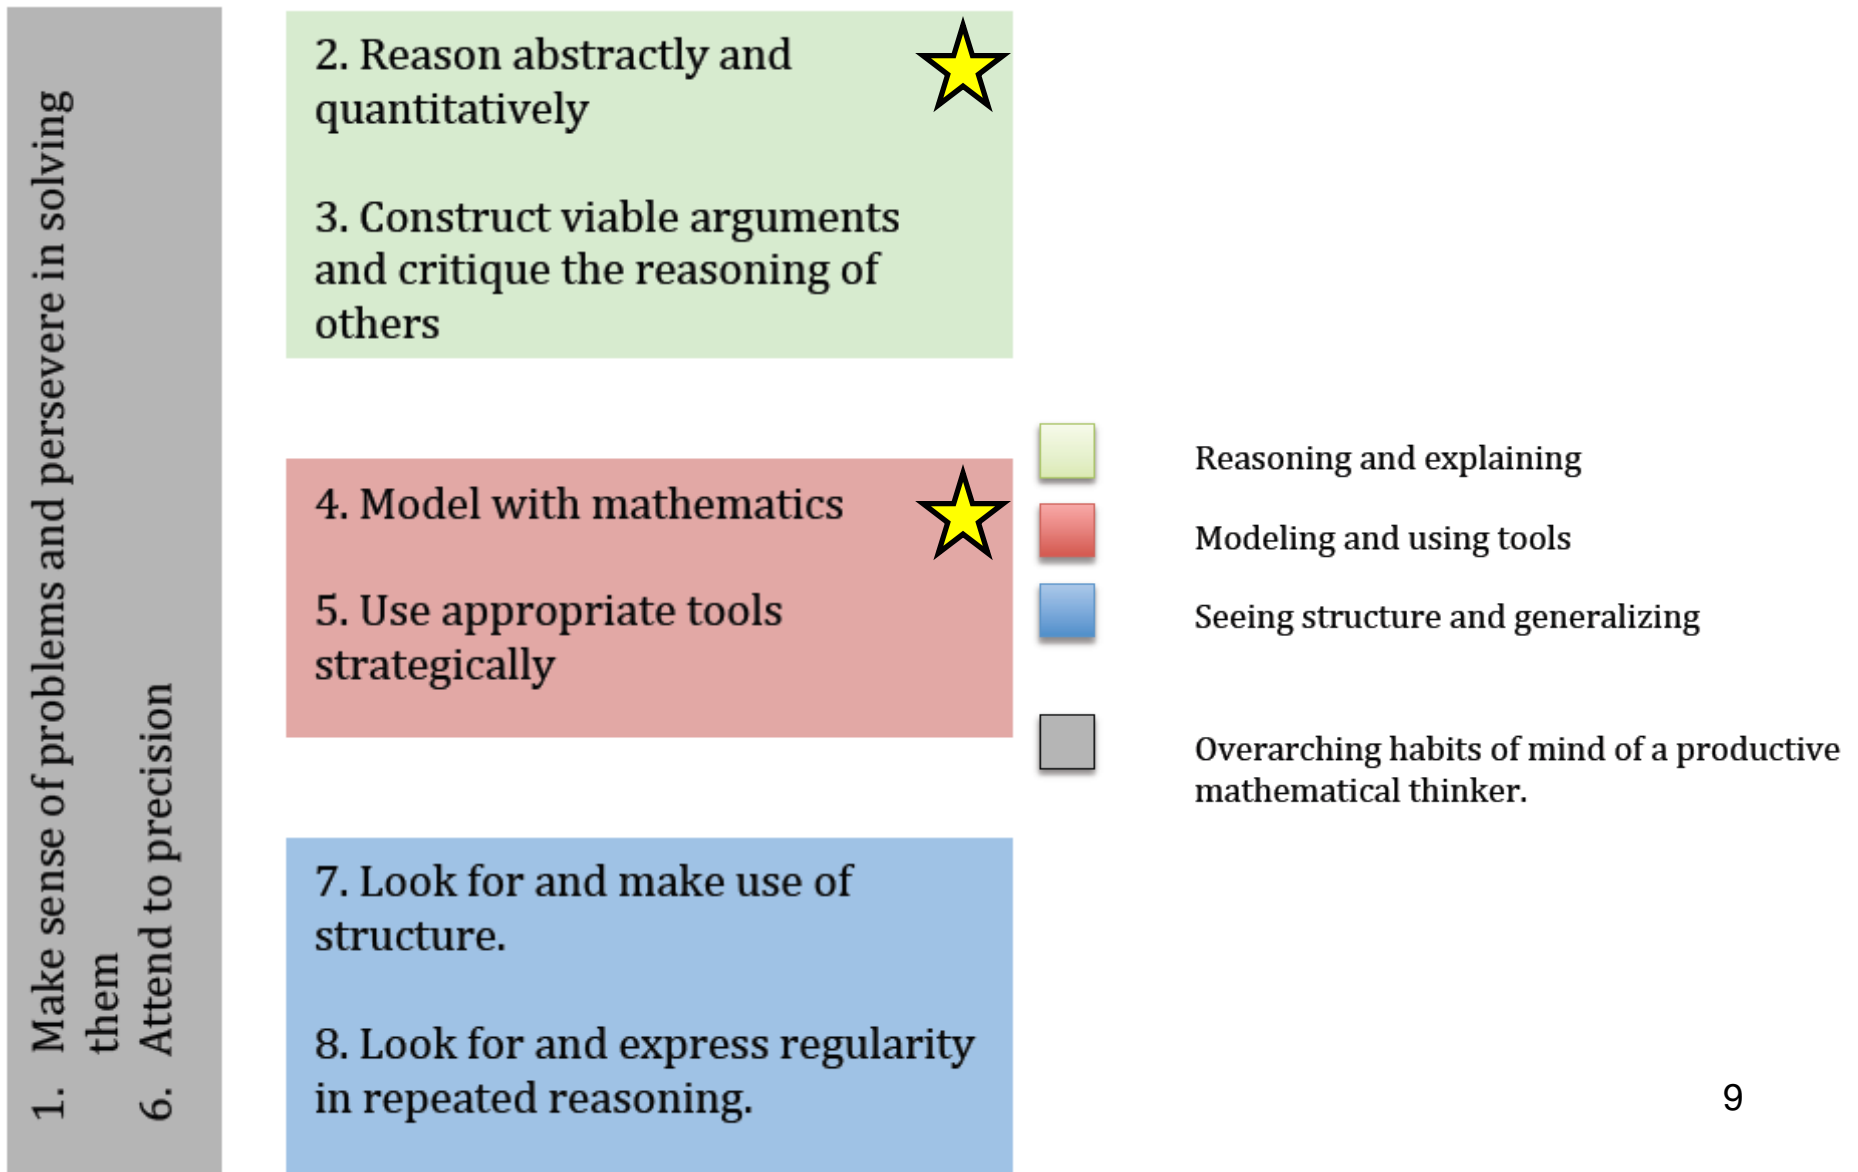 1. Make sense of problems and persevere in solving
them
6. Attend to precision
2. Reason abstractly and
quantitatively
3. Construct viable arguments
and critique the reasoning of
others
4. Model with mathematics
5. Use appropriate tools
strategically
7. Look for and make use of
structure.
8. Look for and express regularity
in repeated reasoning.
Reasoning and explaining
Modeling and using tools
Seeing structure and generalizing
Overarching habits of mind of a productive
mathematical thinker.
9